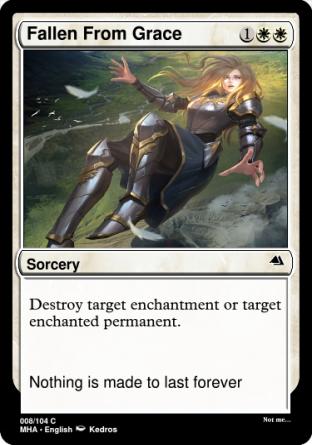 Fallen From Grace 1
Sorcery
Destroy target enchantment or target
enchanted permanent.
Nothing is made to last forever
008/104 C
Not me...
MHA - English Kedros